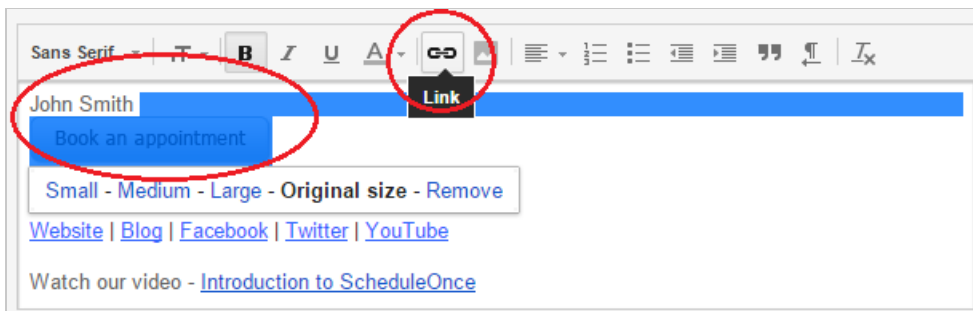 Sans Serif B I U A
Link
John Smith
Book an appointment
Small - Medium - Large - Original size - Remove
Website | Blog | Facebook | Twitter | YouTube
Watch our video - Introduction to ScheduleOnce